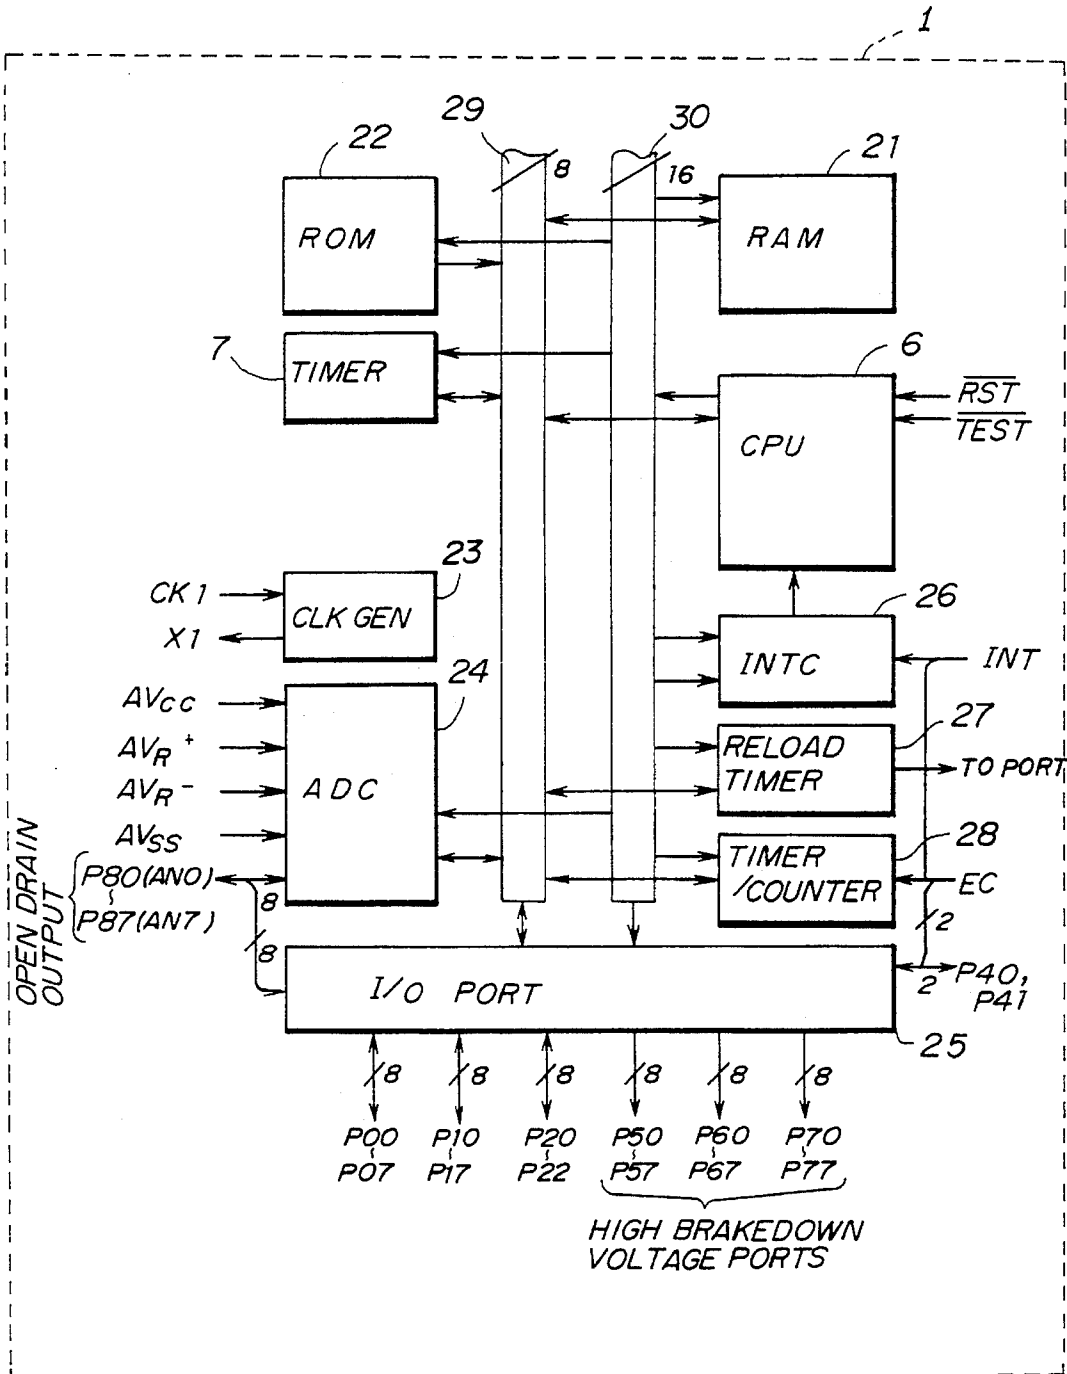 1
29
30
22
21
8
16
ROM
RAM
7
TIMER
6
RST
TEST
CPU
23
CK1
X1
CLK GEN
26
INTC
INT
24
AVCC
AVR+
AVR-
AVSS
ADC
27
RELOAD
TIMER
TO PORT
28
TIMER
/COUNTER
EC
OPEN DRAIN
OUTPUT
P80(AN0)
~
P87(AN7)
8
/8
/2
2
P40,
P41
I/O PORT
25
/8 /8 /8 /8 /8 /8
P00 P10 P20 P50 P60 P70
~ ~ ~ ~ ~ ~
P07 P17 P22 P57 P67 P77
HIGH BRAKEDOWN
VOLTAGE PORTS